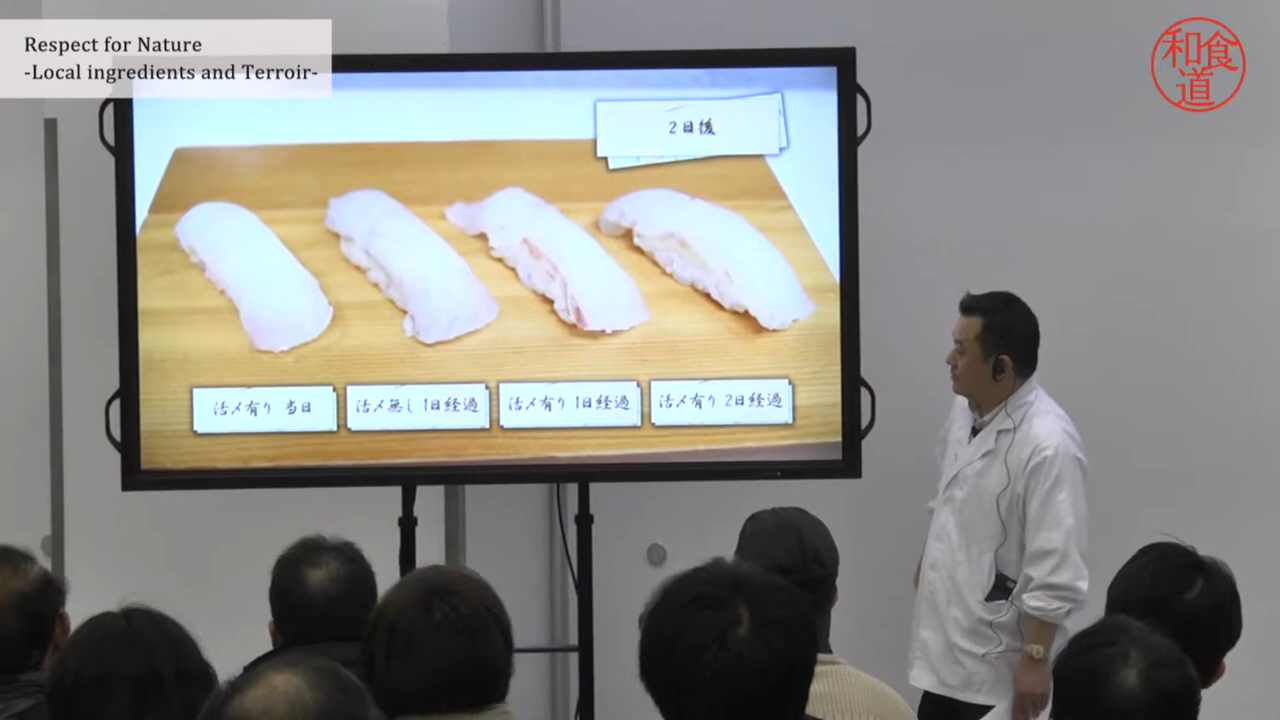 Respect for Nature
-Local ingredients and Terroir-
和食
道
2日後
活〆有り 当日
活〆無し 1日経過
活〆有り 1日経過
活〆有り 2日経過